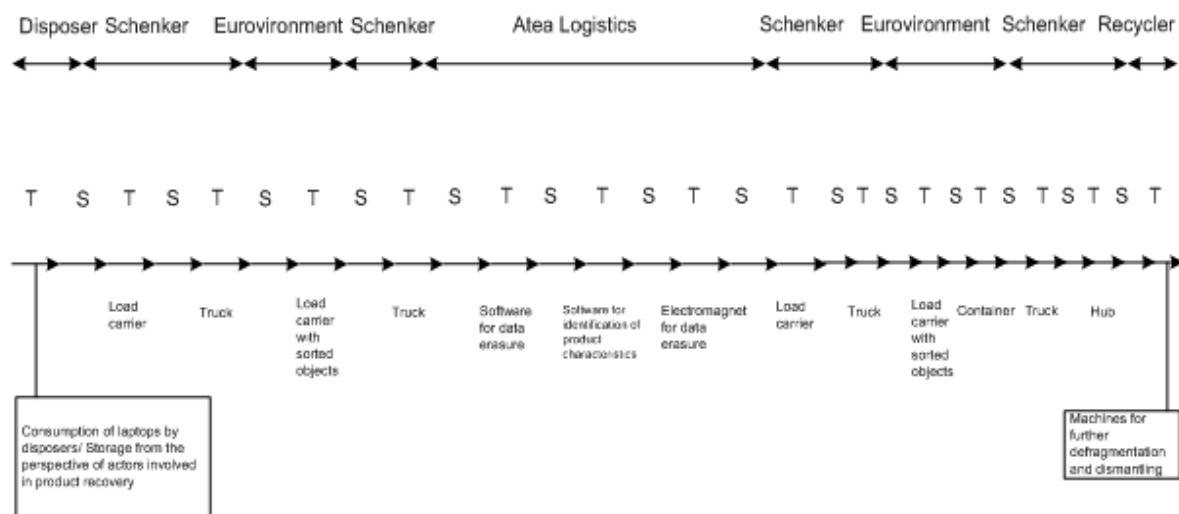 Disposer Schenker Eurovironment Schenker Atea Logistics Schenker Eurovironment Schenker Recycler
T S T S T S T S T S T S T S T S T S T S T S T S T S T S T
Load carrier
Truck
Load carrier with sorted objects
Truck
Software for data erasure
Software for identification of product characteristics
Electromagnet for data erasure
Load carrier
Truck
Load carrier with sorted objects
Container
Truck
Hub
Consumption of laptops by
disposers/ Storage from the
perspective of actors involved
in product recovery
Machines for
further
defragmentation
and dismantling